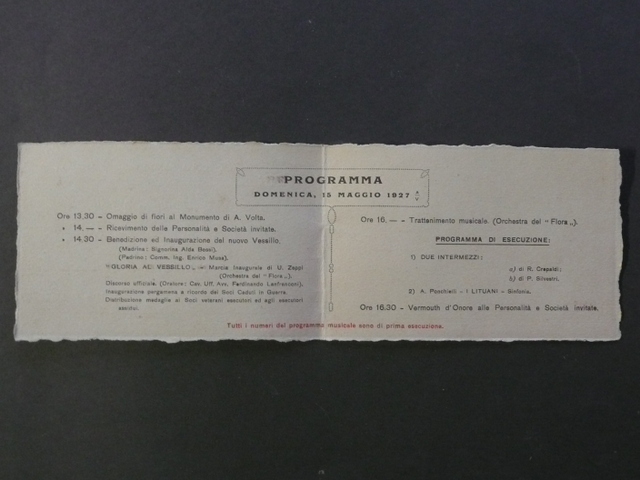 PROGRAMMA
DOMENICA, 15 MAGGIO 1927
Ore 13,30 – Omaggio di fiori al Monumento di A. Volta.
» 14,— – Ricevimento delle Personalità e Società invitate.
» 14,30 – Benedizione ed Inaugurazione del nuovo Vessillo.
(Madrina: Signorina Alda Bassi).
(Padrino: Comm. Ing. Enrico Musa).
"GLORIA AL VESSILLO„ – Marcia Inaugurale di U. Zeppi
(Orchestra del "Flora„).
Discorso ufficiale. (Oratore: Cav. Uff. Avv. Ferdinando Lanfranconi).
Inaugurazione pergamena a ricordo dei Soci Caduti in Guerra.
Distribuzione medaglie ai Soci veterani esecutori ed agli esecutori
assidui.
Ore 16,— – Trattenimento musicale. (Orchestra del "Flora„).
PROGRAMMA DI ESECUZIONE:
1) DUE INTERMEZZI:
a) di R. Crepaldi;
b) di P. Silvestri.
2) A. Ponchielli – I LITUANI – Sinfonia.
Ore 16,30 – Vermouth d'Onore alle Personalità e Società invitate.
Tutti i numeri del programma musicale sono di prima esecuzione.